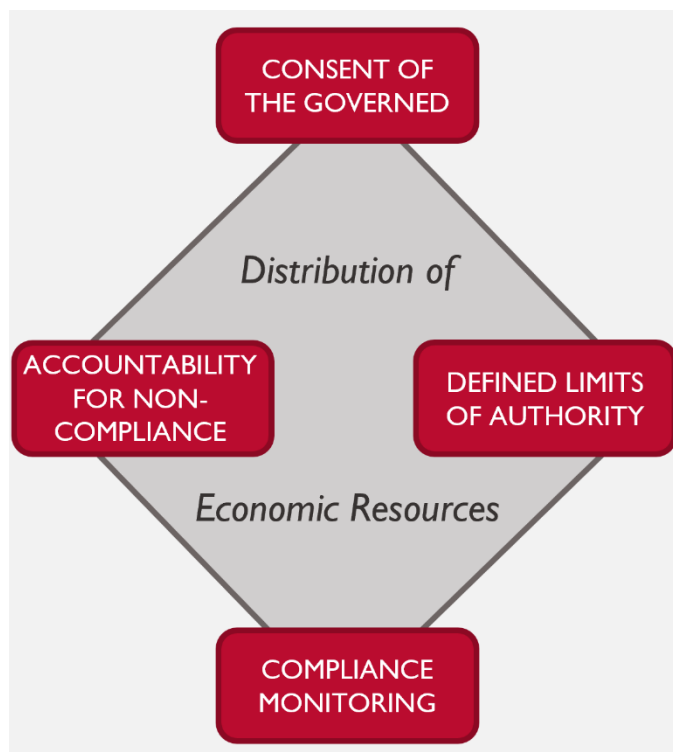 CONSENT OF
THE GOVERNED
Distribution of
ACCOUNTABILITY
FOR NON-
COMPLIANCE
DEFINED LIMITS
OF AUTHORITY
Economic Resources
COMPLIANCE
MONITORING